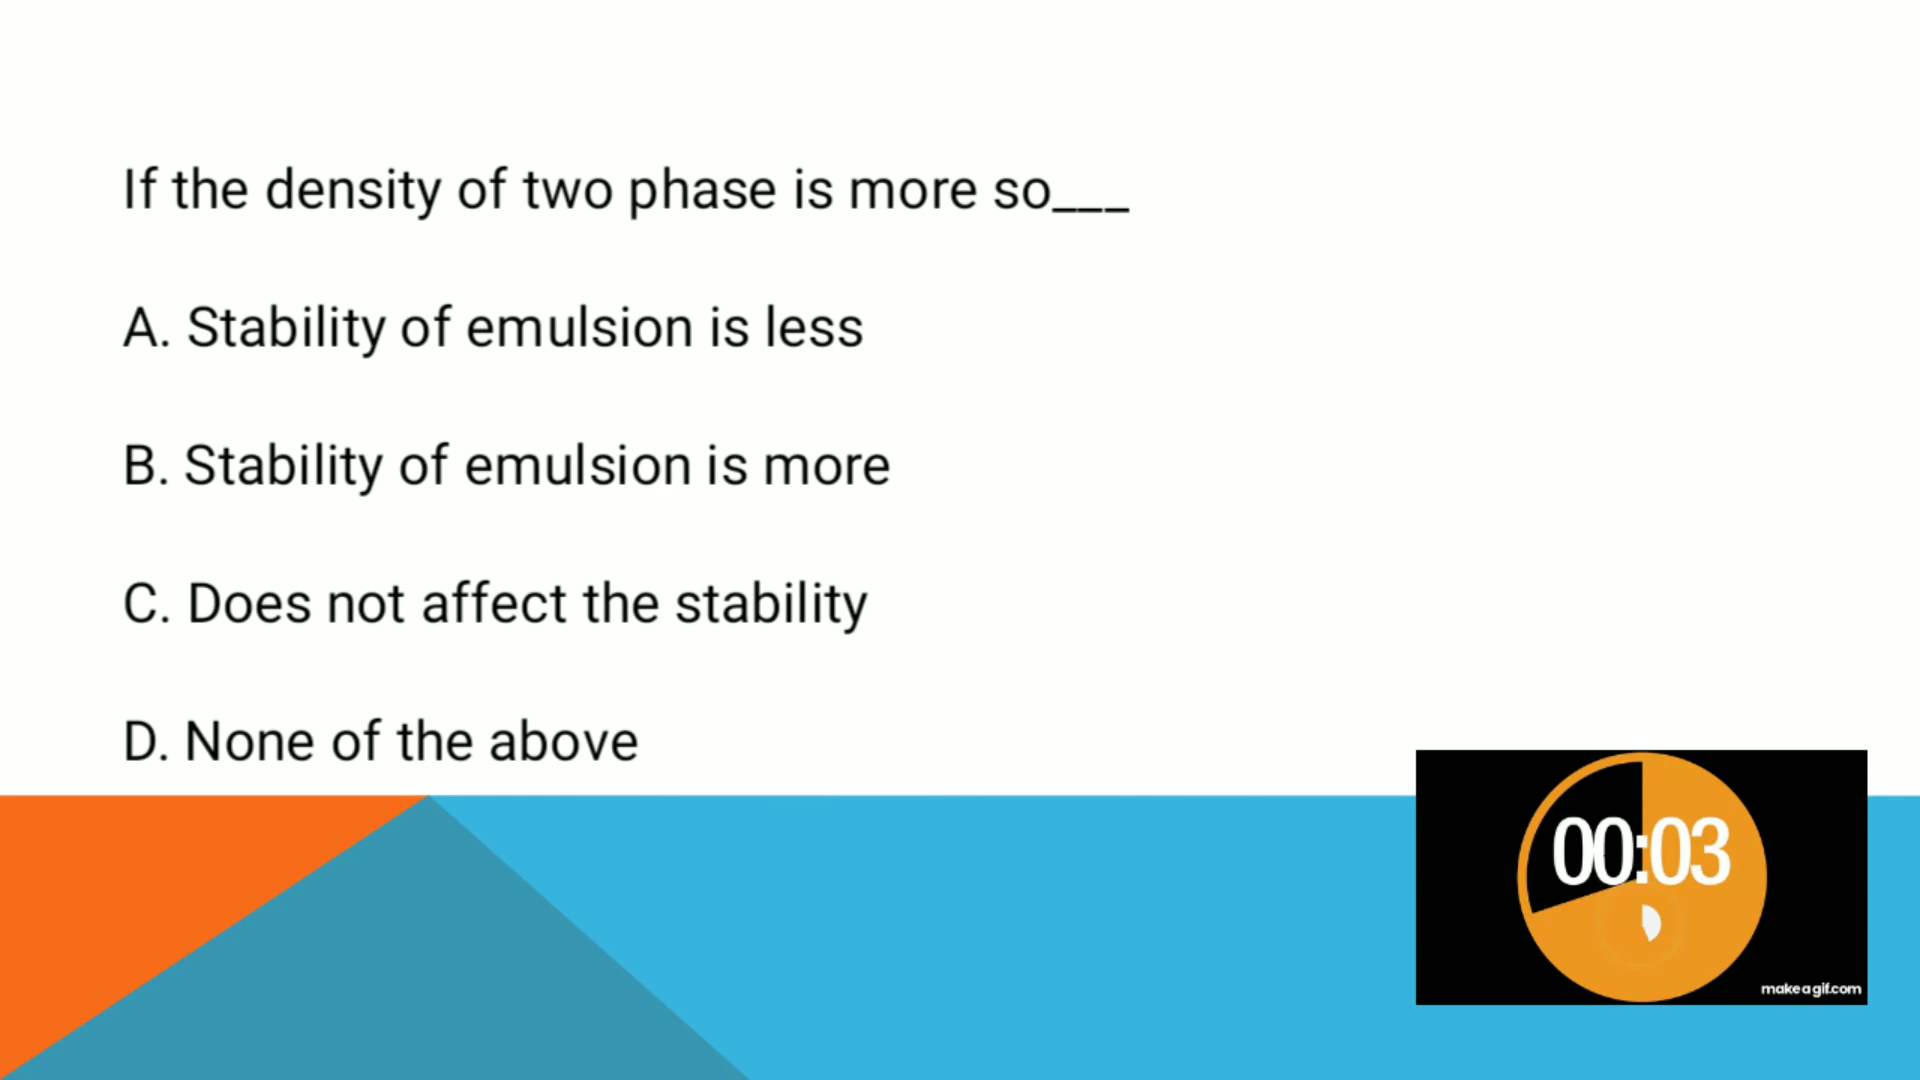 If the density of two phase is more so___
A. Stability of emulsion is less
B. Stability of emulsion is more
C. Does not affect the stability
D. None of the above
00:03
makeagif.com